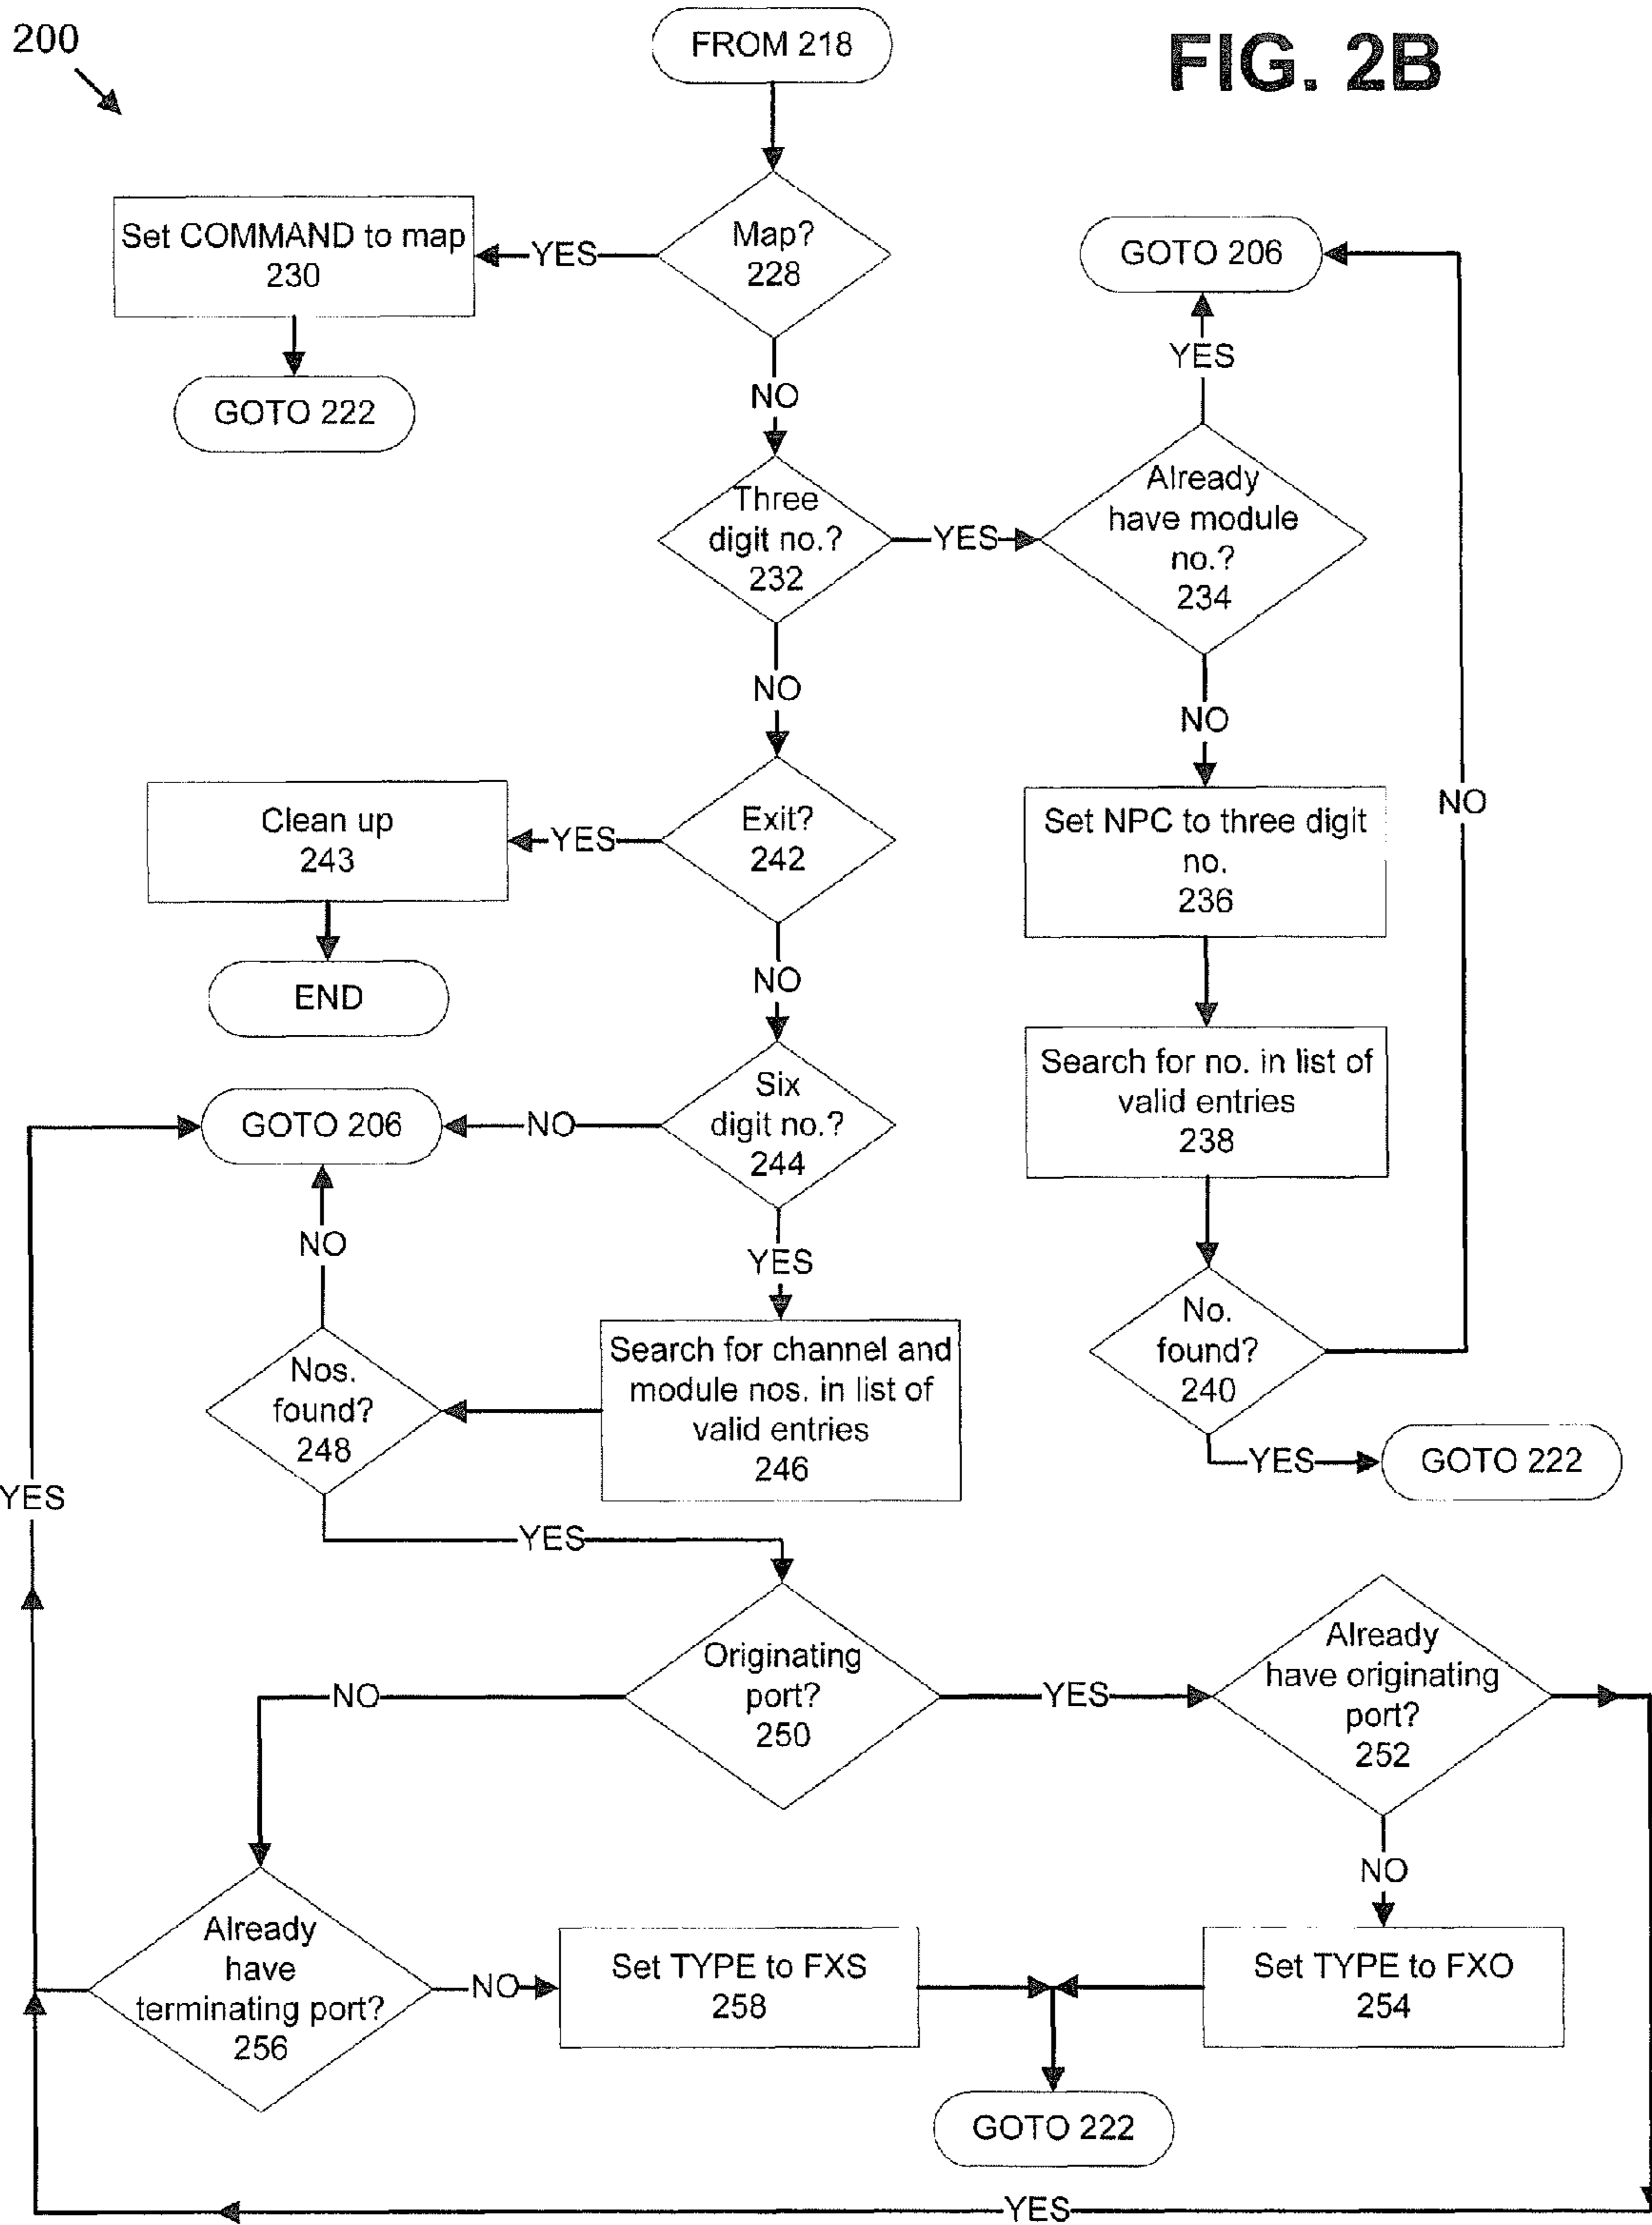 200
FROM 218
FIG. 2B
Set COMMAND to map
230
YES
Map?
228
GOTO 206
GOTO 222
NO
YES
Three
digit no.?
232
YES
Already
have module
no.?
234
NO
NO
NO
Clean up
243
YES
Exit?
242
Set NPC to three digit
no.
236
END
NO
Search for no. in list of
valid entries
238
GOTO 206
NO
Six
digit no.?
244
NO
YES
No.
found?
240
Nos.
found?
248
Search for channel and
module nos. in list of
valid entries
246
YES
GOTO 222
YES
YES
Originating
port?
250
NO
YES
Already
have originating
port?
252
NO
Already
have
terminating port?
256
NO
Set TYPE to FXS
258
Set TYPE to FXO
254
GOTO 222
YES